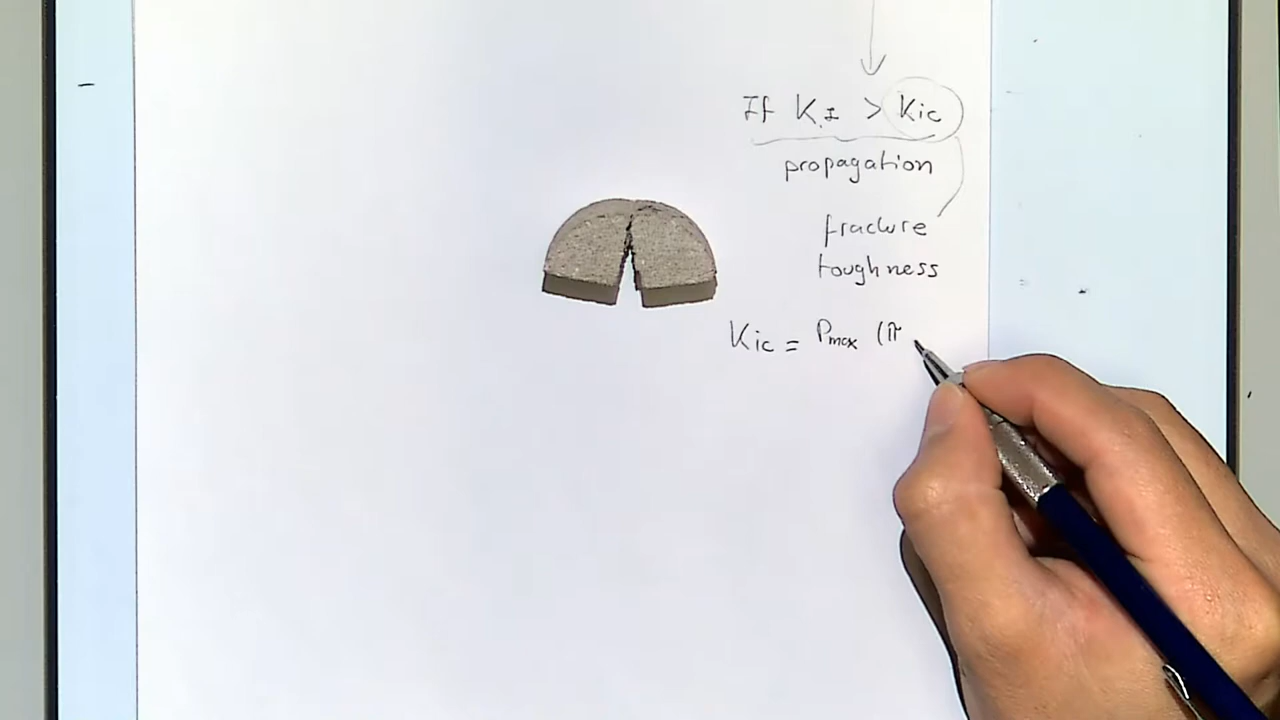 If KI > Kic
propagation
fracture
toughness
Kic = Pmax (π